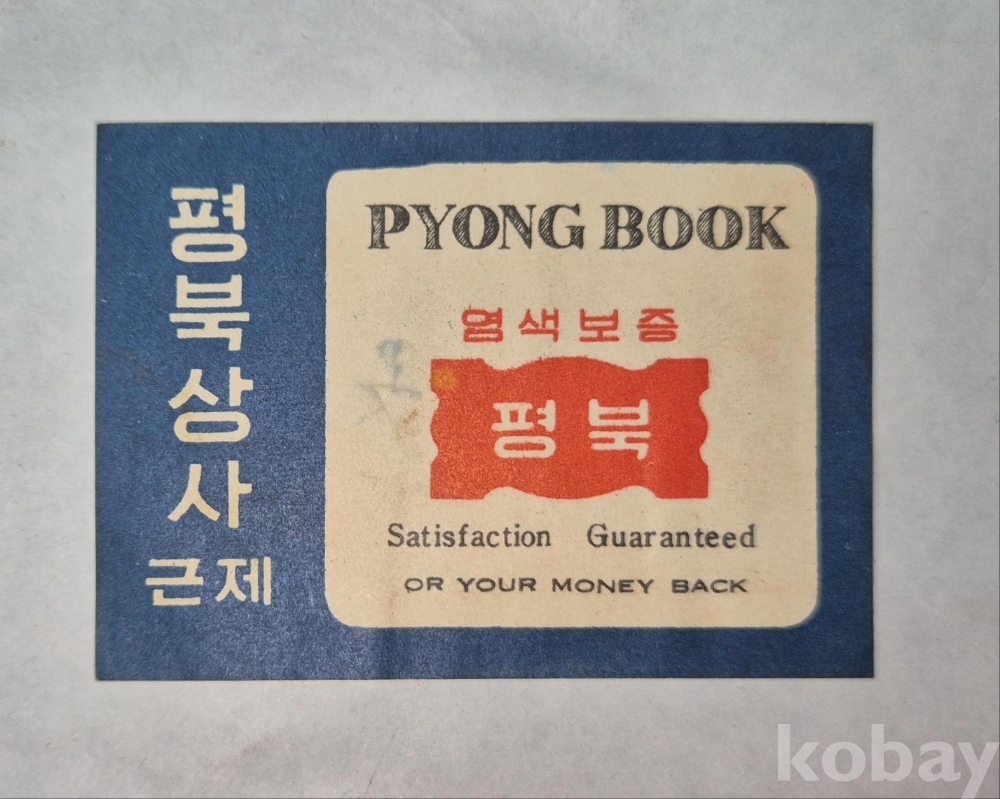 평북상사
근제
PYONG BOOK
염색보증
평북
Satisfaction Guaranteed
OR YOUR MONEY BACK
kobay